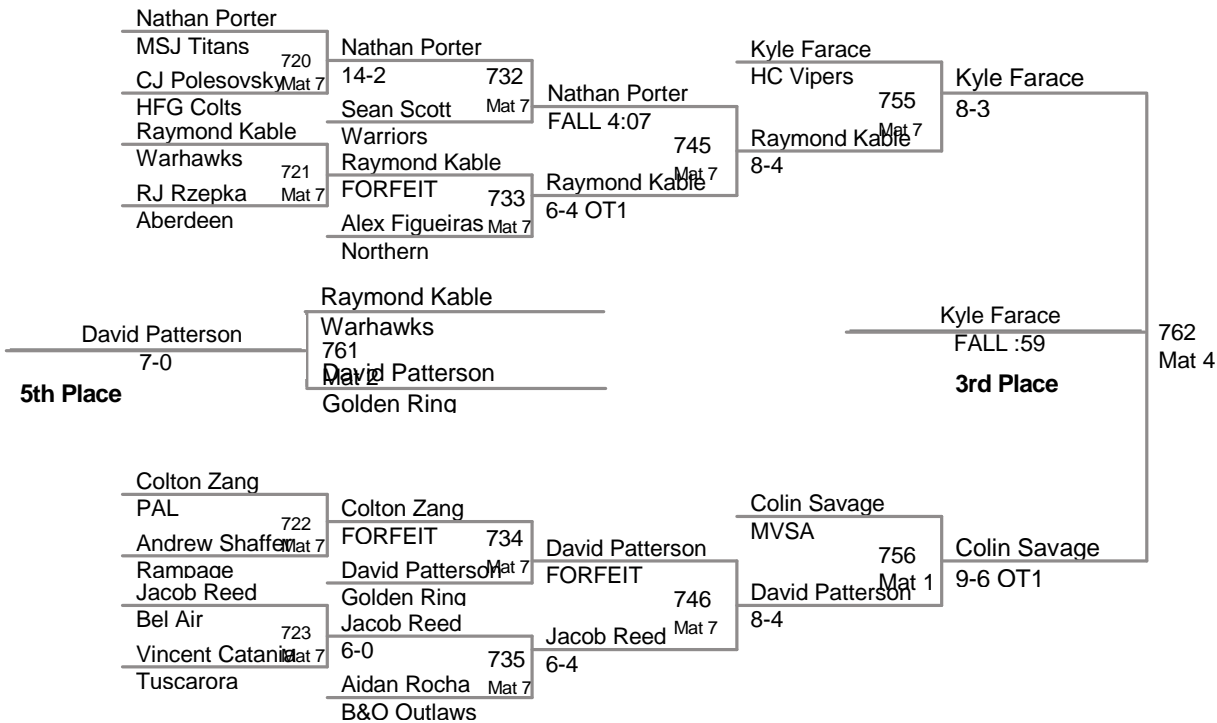 Nathan Porter
MSJ Titans
720
Mat 7
CJ Polesovsky
HFG Colts
Raymond Kable
Warhawks
721
Mat 7
RJ Rzepka
Aberdeen
Nathan Porter
14-2
732
Mat 7
Sean Scott
Warriors
Raymond Kable
FORFEIT
733
Mat 7
Alex Figueiras
Northern
Nathan Porter
FALL 4:07
745
Mat 7
Raymond Kable
6-4 OT1
Kyle Farace
HC Vipers
755
Mat 7
Raymond Kable
8-4
Kyle Farace
8-3
Raymond Kable
Warhawks
761
Mat 2
David Patterson
Golden Ring
David Patterson
7-0
5th Place
Kyle Farace
FALL :59
3rd Place
762
Mat 4
Colton Zang
PAL
722
Mat 7
Andrew Shaffer
Rampage
Jacob Reed
Bel Air
723
Mat 7
Vincent Catania
Tuscarora
Colton Zang
FORFEIT
734
Mat 7
David Patterson
Golden Ring
Jacob Reed
6-0
735
Mat 7
Aidan Rocha
B&O Outlaws
David Patterson
FORFEIT
746
Mat 7
Jacob Reed
6-4
Colin Savage
MVSA
756
Mat 1
David Patterson
8-4
Colin Savage
9-6 OT1